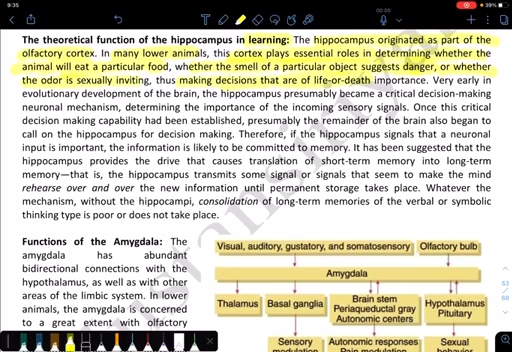 9:35
00:00
39%
The theoretical function of the hippocampus in learning: The hippocampus originated as part of the
olfactory cortex. In many lower animals, this cortex plays essential roles in determining whether the
animal will eat a particular food, whether the smell of a particular object suggests danger, or whether
the odor is sexually inviting, thus making decisions that are of life-or-death importance. Very early in
evolutionary development of the brain, the hippocampus presumably became a critical decision-making
neuronal mechanism, determining the importance of the incoming sensory signals. Once this critical
decision making capability had been established, presumably the remainder of the brain also began to
call on the hippocampus for decision making. Therefore, if the hippocampus signals that a neuronal
input is important, the information is likely to be committed to memory. It has been suggested that the
hippocampus provides the drive that causes translation of short-term memory into long-term
memory—that is, the hippocampus transmits some signal or signals that seem to make the mind
rehearse over and over the new information until permanent storage takes place. Whatever the
mechanism, without the hippocampi, consolidation of long-term memories of the verbal or symbolic
thinking type is poor or does not take place.
Functions of the Amygdala: The
amygdala has abundant
bidirectional connections with the
hypothalamus, as well as with other
areas of the limbic system. In lower
animals, the amygdala is concerned
to a great extent with olfactory
Visual, auditory, gustatory, and somatosensory
Olfactory bulb
Amygdala
Thalamus
Basal ganglia
Brain stem
Periaqueductal gray
Autonomic centers
Hypothalamus
Pituitary
Sensory
modulation
Autonomic responses
Pain modulation
Sexual
behavior
53
/
68